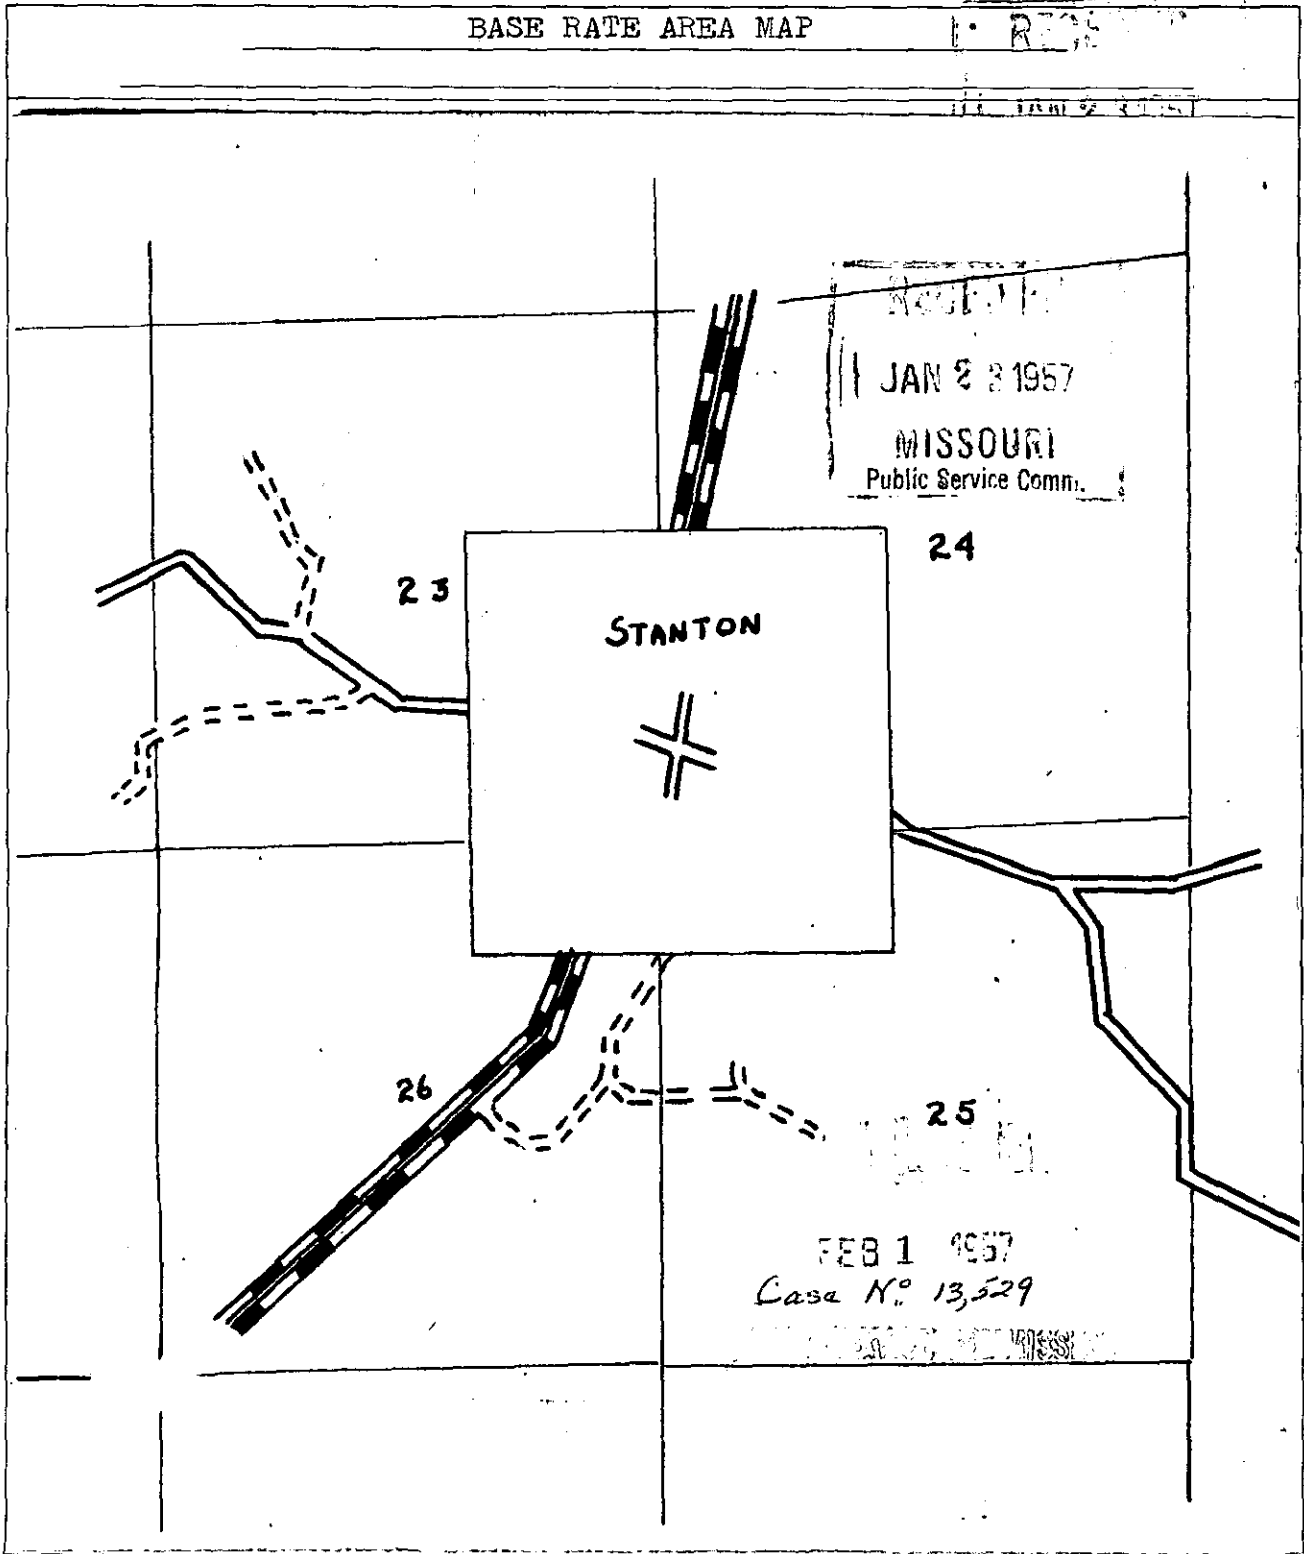 BASE RATE AREA MAP
JAN 2 3 1957
MISSOURI
Public Service Comm.
24
23
STANTON
26
25
FEB 1 1957
Case No. 13,529